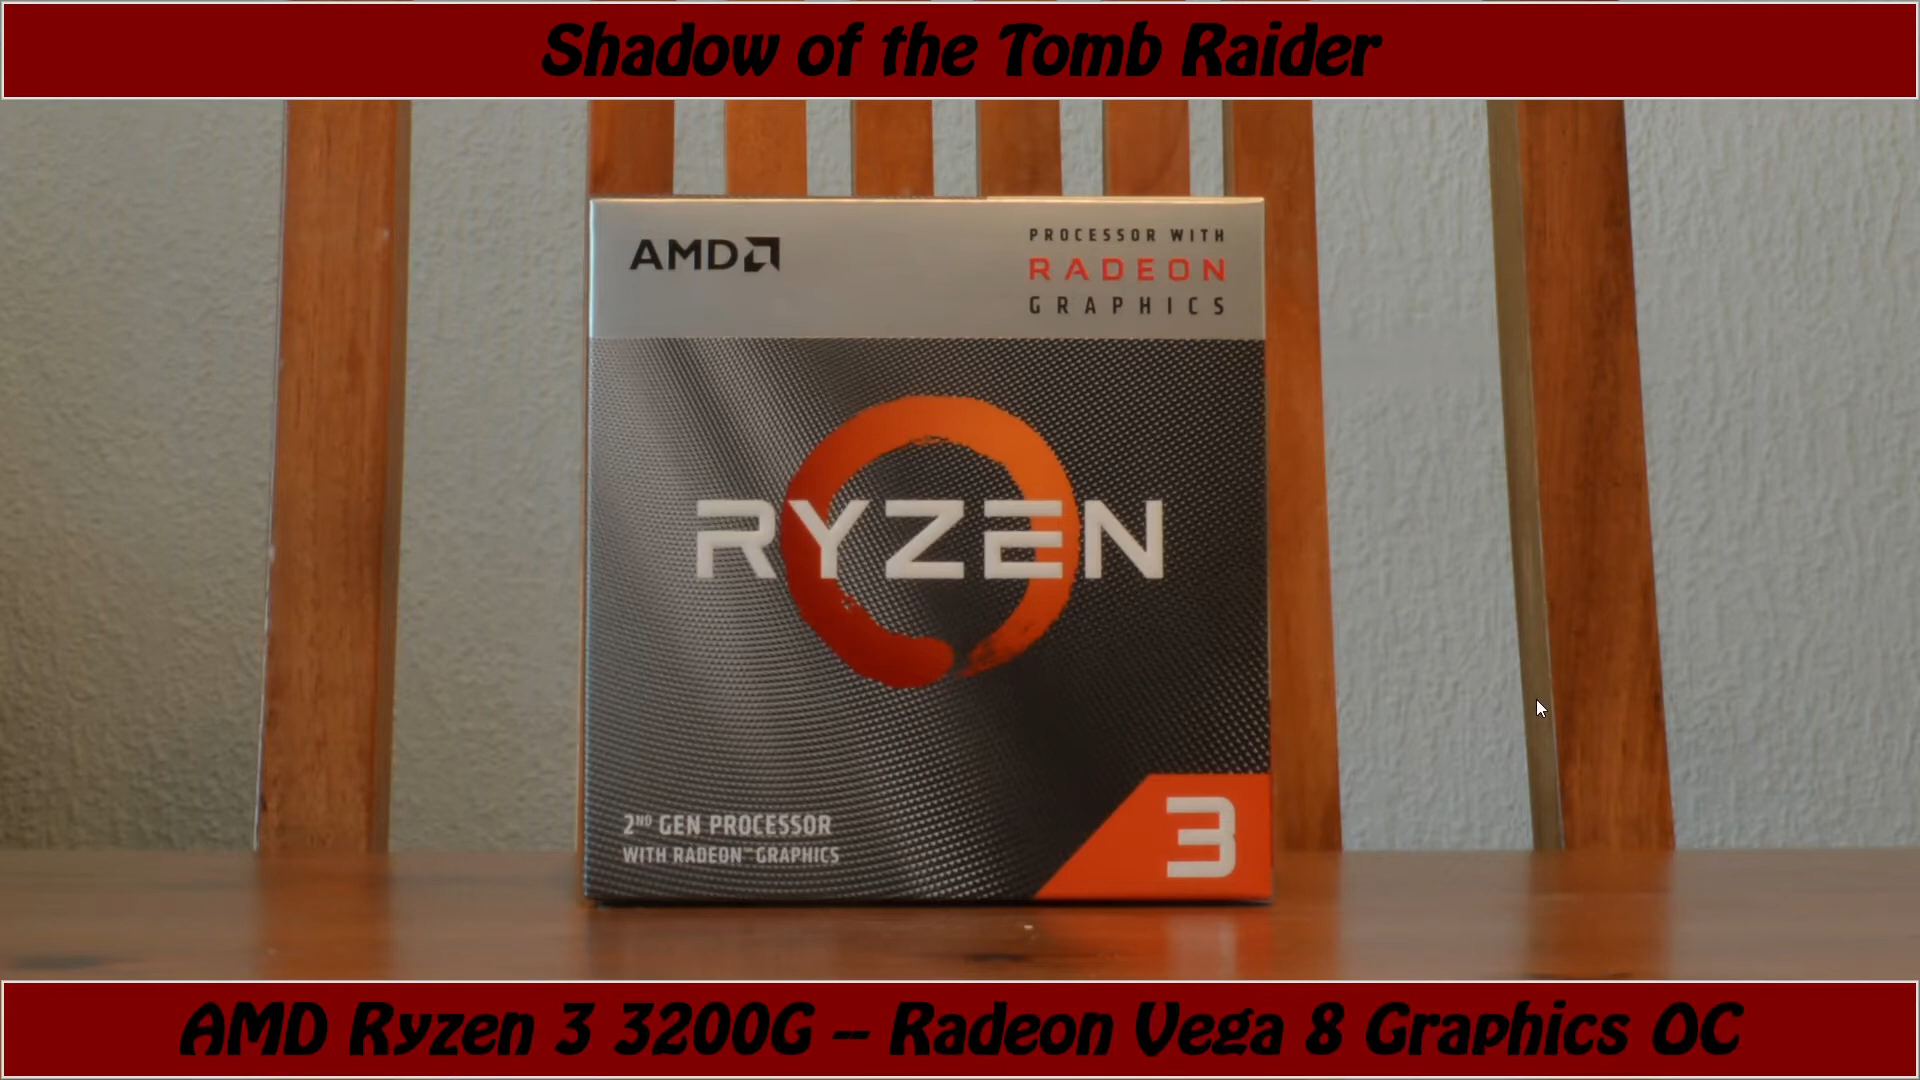 Shadow of the Tomb Raider
AMD
PROCESSOR WITH
RADEON
GRAPHICS
RYZEN
2ND GEN PROCESSOR
WITH RADEON™ GRAPHICS
3
AMD Ryzen 3 3200G -- Radeon Vega 8 Graphics OC